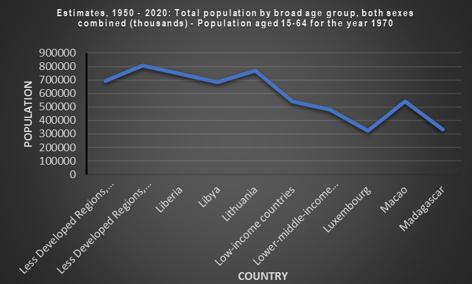 Estimates, 1950 - 2020: Total population by broad age group, both sexes
combined (thousands) - Population aged 15-64 for the year 1970
POPULATION
900000
800000
700000
600000
500000
400000
300000
200000
100000
0
Less Developed Regions,...
Less Developed Regions,...
Liberia
Libya
Lithuania
Low-income countries
Lower-middle-income...
Luxembourg
Macao
Madagascar
COUNTRY